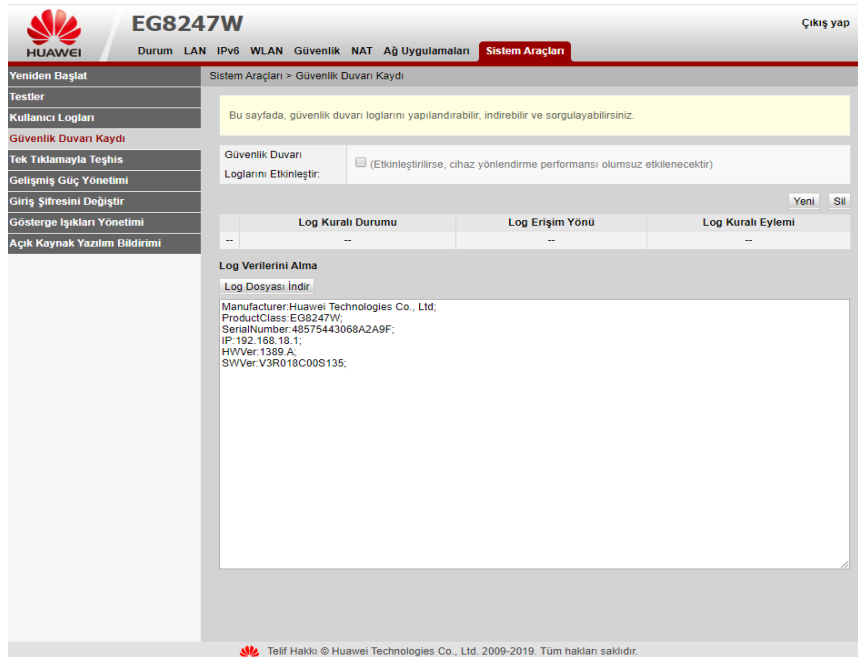 EG8247W
Çıkış yap
HUAWEI
Durum LAN IPv6 WLAN Güvenlik NAT Ağ Uygulamaları Sistem Araçları
Yeniden Başlat
Testler
Kullanıcı Logları
Güvenlik Duvarı Kaydı
Tek Tıklamayla Teşhis
Gelişmiş Güç Yönetimi
Giriş Şifresini Değiştir
Gösterge Işıkları Yönetimi
Açık Kaynak Yazılım Bildirimi
Sistem Araçları > Güvenlik Duvarı Kaydı
Bu sayfada, güvenlik duvarı loglarını yapılandırabilir, indirebilir ve sorgulayabilirsiniz.
Güvenlik Duvarı
Loglarını Etkinleştir:
(Etkinleştirilirse, cihaz yönlendirme performansı olumsuz etkilenecektir)
Yeni Sil
Log Kuralı Durumu Log Erişim Yönü Log Kuralı Eylemi
-- -- -- --
Log Verilerini Alma
Log Dosyası İndir
Manufacturer:Huawei Technologies Co., Ltd;
ProductClass:EG8247W;
SerialNumber:48575443068A2A9F;
IP:192.168.18.1;
HWVer:1389.A;
SWVer:V3R018C00S135;
Telif Hakkı © Huawei Technologies Co., Ltd. 2009-2019. Tüm hakları saklıdır.